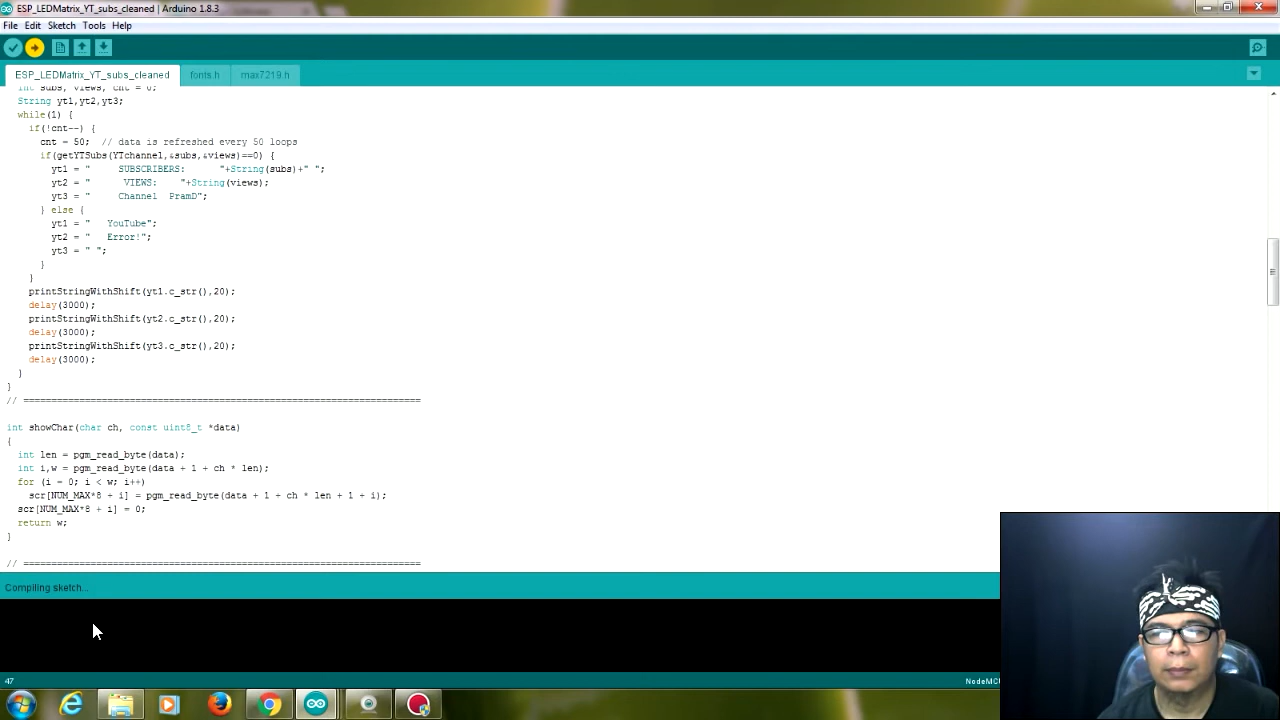 ESP_LEDMatrix_YT_subs_cleaned | Arduino 1.8.3
File Edit Sketch Tools Help
ESP_LEDMatrix_YT_subs_cleaned fonts.h max7219.h
int subs, views, cnt = 0;
String yt1,yt2,yt3;
while(1) {
if(!cnt--) {
cnt = 50;  // data is refreshed every 50 loops
if(getYTSubs(YTchannel,&subs,&views)==0) {
yt1 = "     SUBSCRIBERS:      "+String(subs)+" ";
yt2 = "      VIEWS:    "+String(views);
yt3 = "     Channel  PramD";
} else {
yt1 = "   YouTube";
yt2 = "   Error!";
yt3 = " ";
}
}
printStringWithShift(yt1.c_str(),20);
delay(3000);
printStringWithShift(yt2.c_str(),20);
delay(3000);
printStringWithShift(yt3.c_str(),20);
delay(3000);
}
}
// =======================================================================
int showChar(char ch, const uint8_t *data)
{
int len = pgm_read_byte(data);
int i,w = pgm_read_byte(data + 1 + ch * len);
for (i = 0; i < w; i++)
scr[NUM_MAX*8 + i] = pgm_read_byte(data + 1 + ch * len + 1 + i);
scr[NUM_MAX*8 + i] = 0;
return w;
}
// =======================================================================
Compiling sketch...
47 NodeMCU